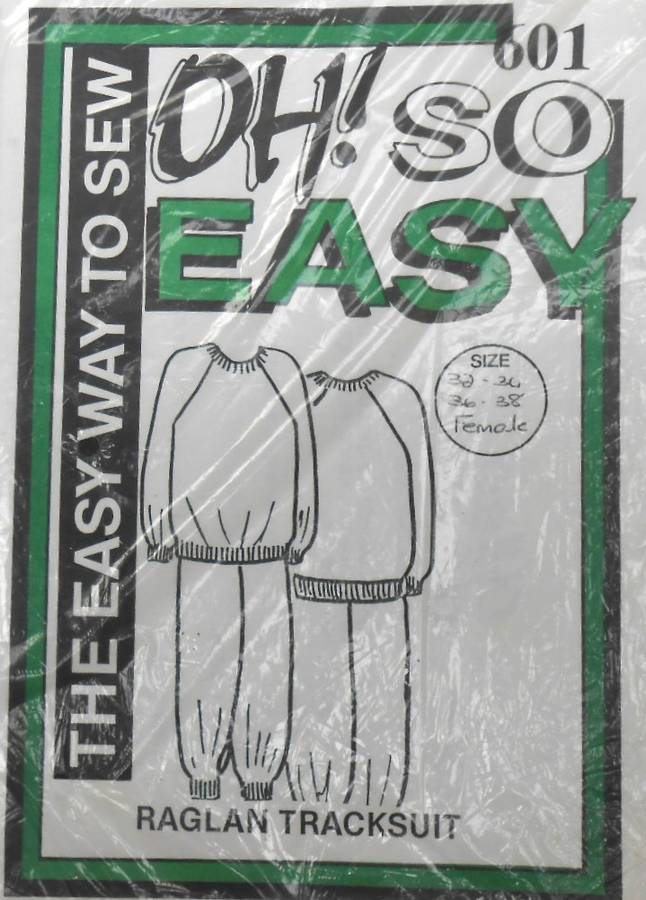 601
OH! SO
EASY
THE EASY WAY TO SEW
SIZE
32 - 34
36 - 38
Female
RAGLAN TRACKSUIT